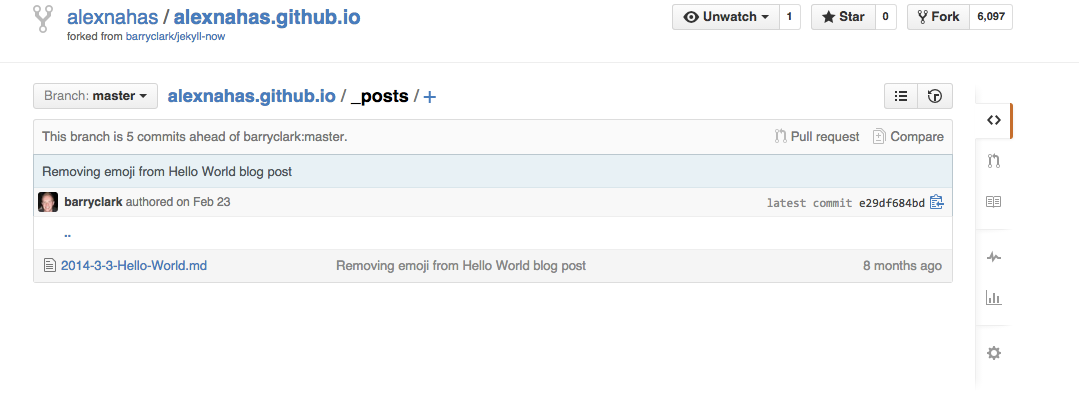 alexnahas / alexnahas.github.io
forked from barryclark/jekyll-now
Unwatch 1 Star 0 Fork 6,097
Branch: master alexnahas.github.io / _posts / +
This branch is 5 commits ahead of barryclark:master. Pull request Compare
Removing emoji from Hello World blog post
barryclark authored on Feb 23 latest commit e29df684bd
..
2014-3-3-Hello-World.md Removing emoji from Hello World blog post 8 months ago